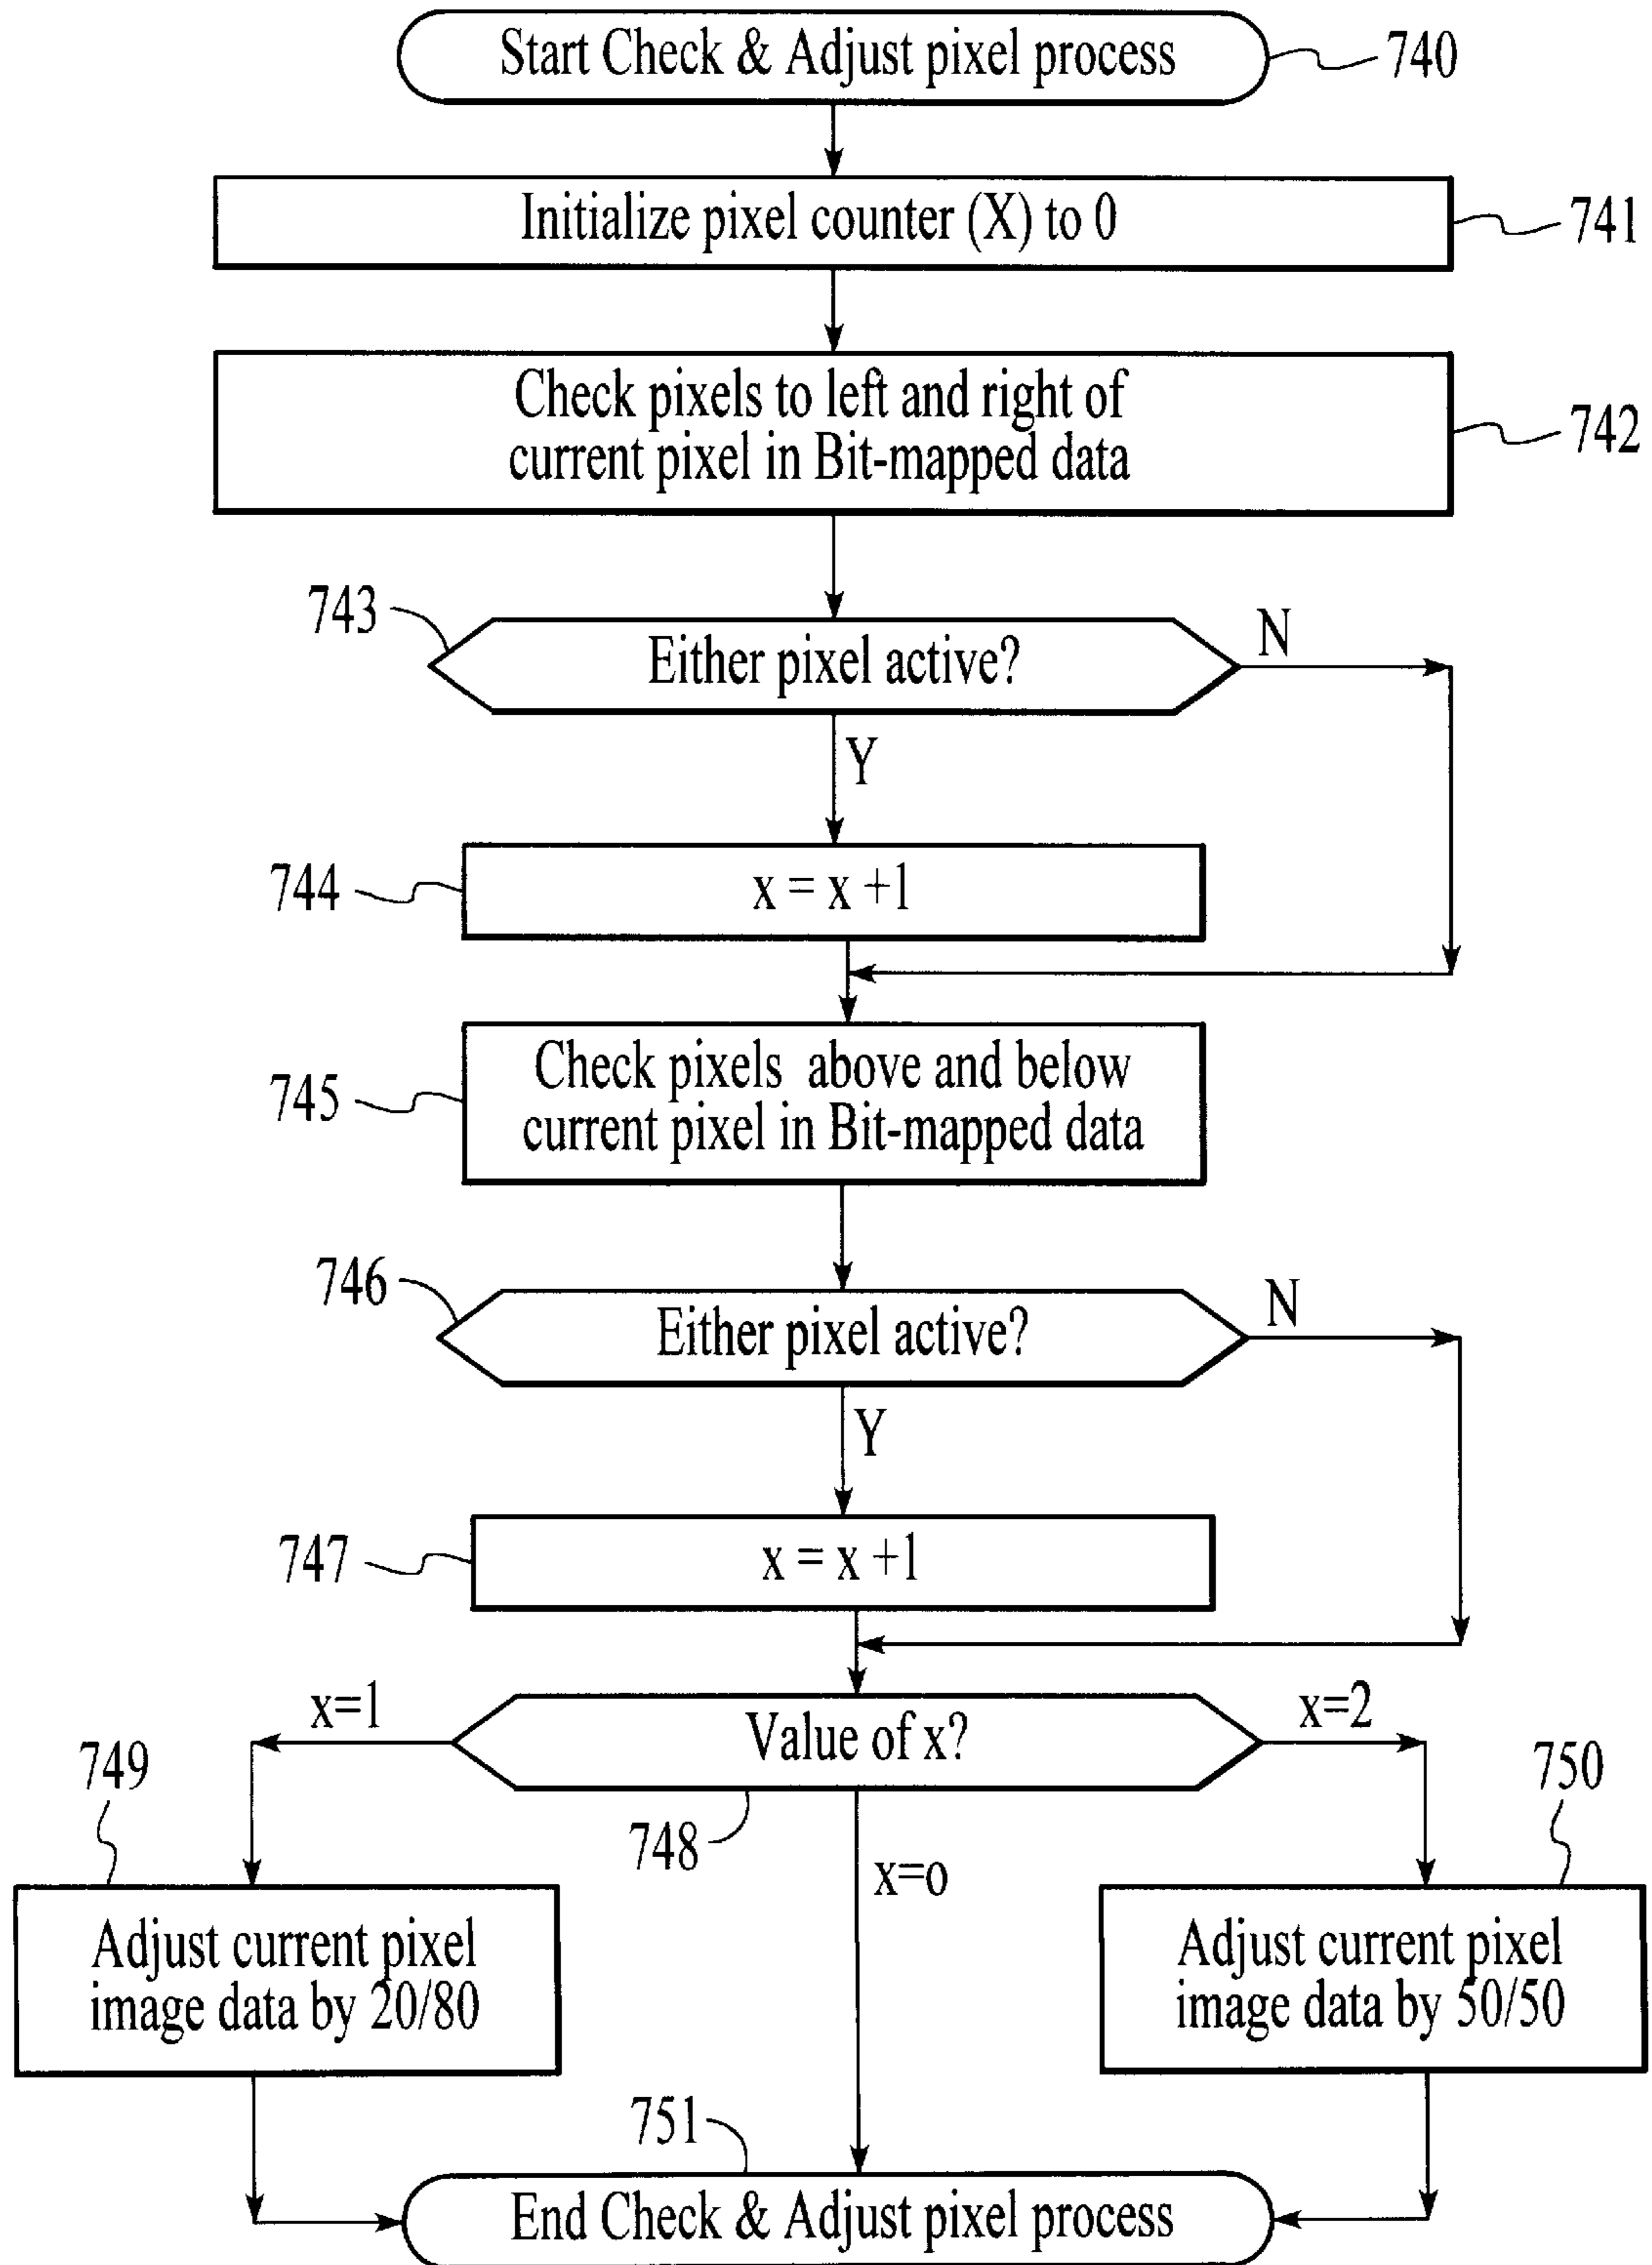 Start Check & Adjust pixel process
740
Initialize pixel counter (X) to 0
741
Check pixels to left and right of
current pixel in Bit-mapped data
742
743
Either pixel active?
N
Y
744
x = x +1
745
Check pixels above and below
current pixel in Bit-mapped data
746
Either pixel active?
N
Y
747
x = x +1
x=1
Value of x?
x=2
749
748
x=o
750
Adjust current pixel
image data by 20/80
Adjust current pixel
image data by 50/50
751
End Check & Adjust pixel process